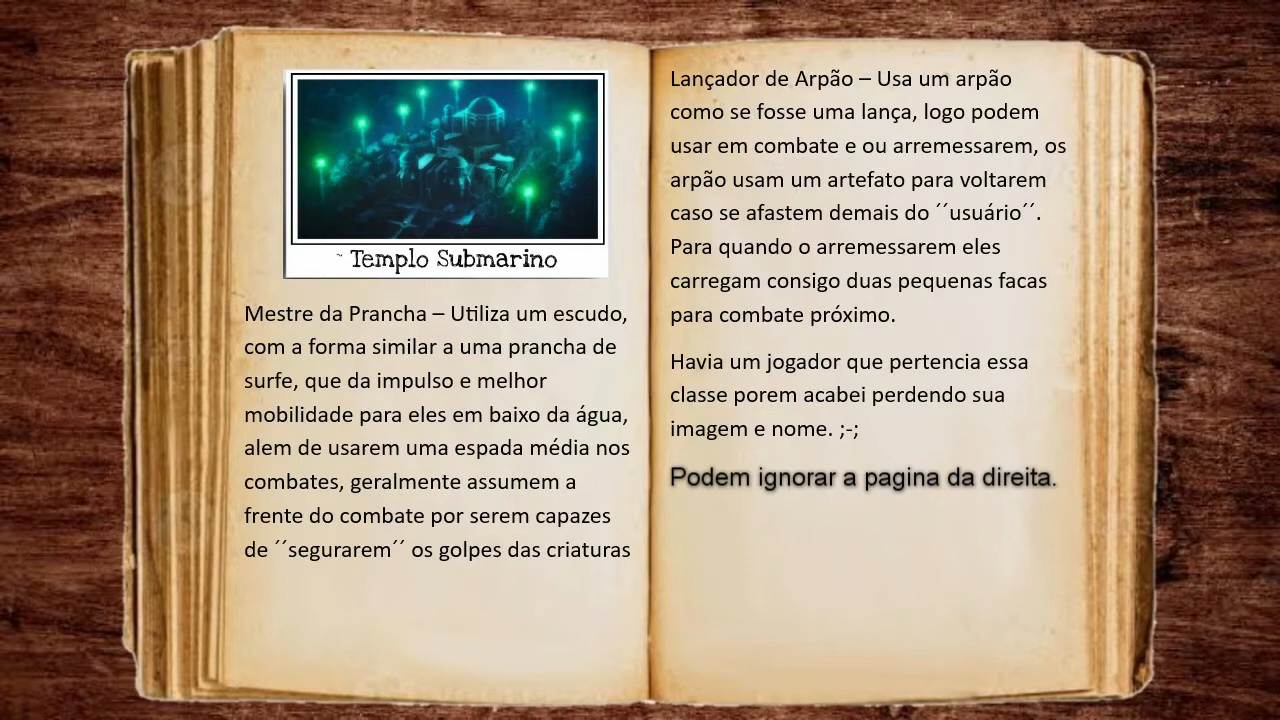 ~ Templo Submarino
Mestre da Prancha – Utiliza um escudo,
com a forma similar a uma prancha de
surfe, que da impulso e melhor
mobilidade para eles em baixo da água,
alem de usarem uma espada média nos
combates, geralmente assumem a
frente do combate por serem capazes
de ´´segurarem´´ os golpes das criaturas
Lançador de Arpão – Usa um arpão
como se fosse uma lança, logo podem
usar em combate e ou arremessarem, os
arpão usam um artefato para voltarem
caso se afastem demais do ´´usuário´´.
Para quando o arremessarem eles
carregam consigo duas pequenas facas
para combate próximo.
Havia um jogador que pertencia essa
classe porem acabei perdendo sua
imagem e nome. ;-;
Podem ignorar a pagina da direita.